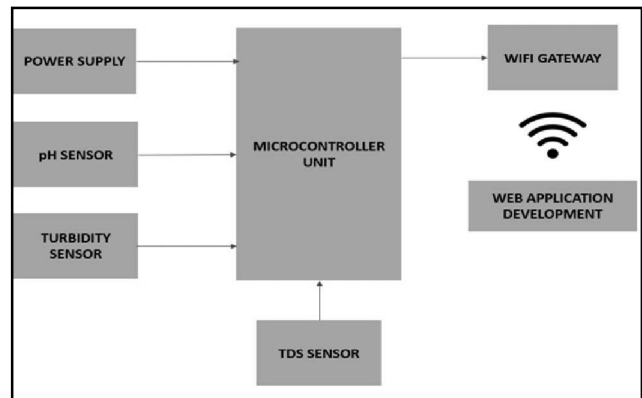 POWER SUPPLY
pH SENSOR
TURBIDITY
SENSOR
MICROCONTROLLER
UNIT
TDS SENSOR
WIFI GATEWAY
WEB APPLICATION
DEVELOPMENT